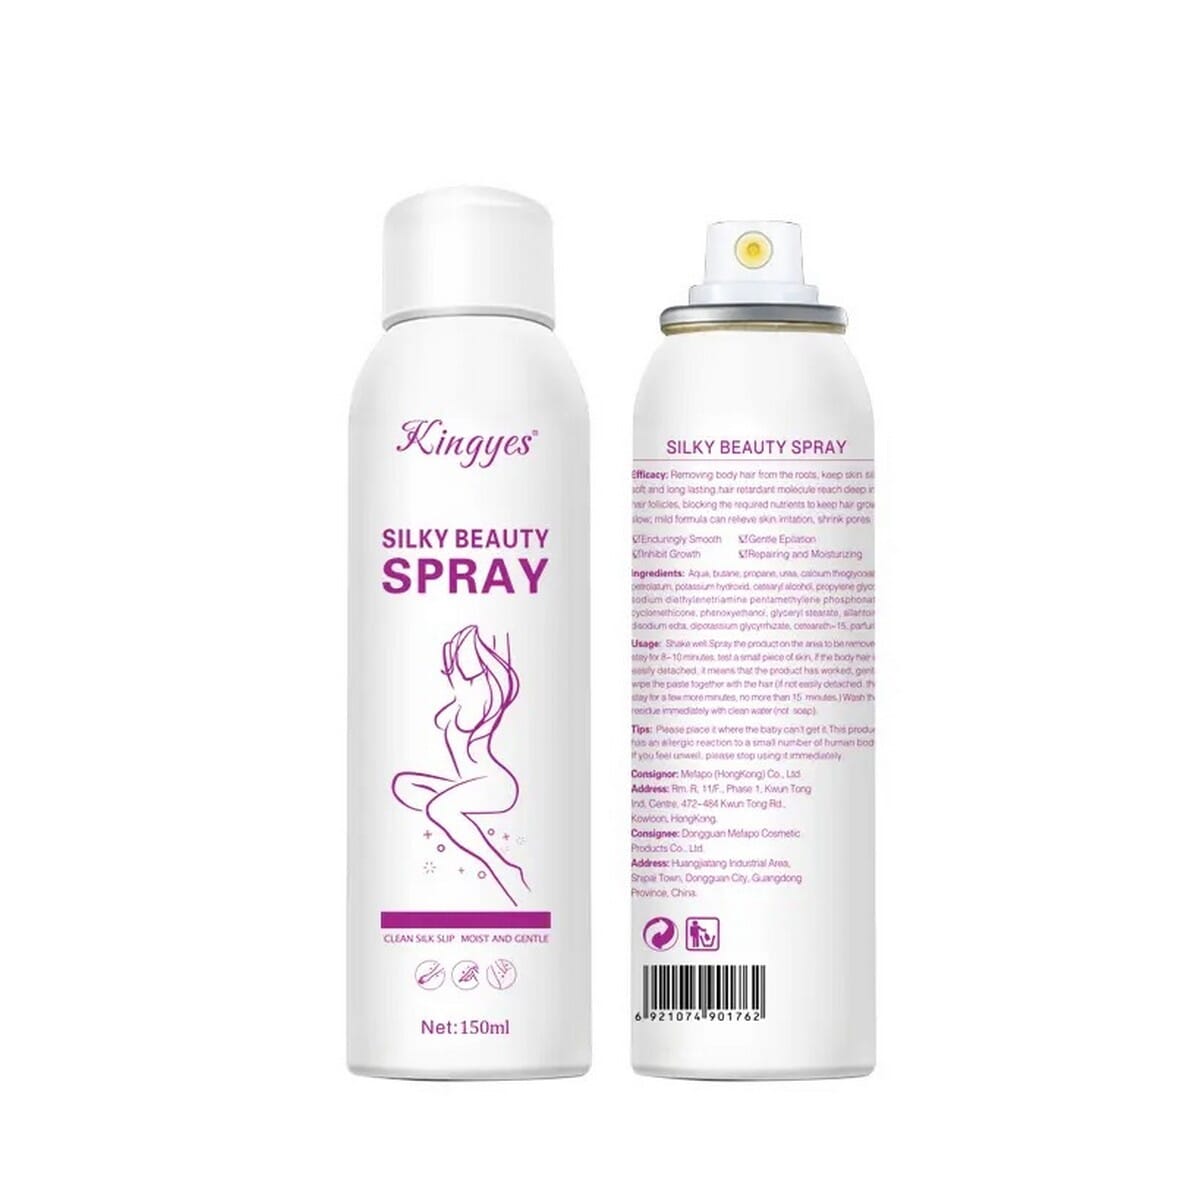 Kingyes®
SILKY BEAUTY
SPRAY
CLEAN SILK SLIP MOIST AND GENTLE
Net:150ml
SILKY BEAUTY SPRAY
Efficacy: Removing body hair from the roots, keep skin
soft and long lasting,hair retardant molecule reach deep in
hair follicles, blocking the required nutrients to keep hair grow
slow; mild formula can relieve skin irritation, shrink pores
Enduringly Smooth Gentle Epilation
Inhibit Growth Repairing and Moisturizing
Ingredients: Aqua, butane, propane, urea, calcium
petrolatum, potassium hydroxid, cetearyl alcohol, propylene
sodium diethylenetriamine pentamethylene
cyclomethicone, phenoxyethanol, glyceryl stearate,
disodium edta, dipotassium glycyrrhizate, ceteareth-15,
Usage: Shake well.Spray the product on the area to be
stay for 8-10 minutes, test a small piece of skin, if the body hair
easily detached, it means that the product has worked,
wipe the paste together with the hair.(if not easily detached,
stay for a few more minutes, no more than 15 minutes.) Wash
residue immediately with clean water (not soap).
Tips: Please place it where the baby can't get it.This
has an allergic reaction to a small number of human
If you feel unwell, please stop using it immediately.
Consignor: Mefapo (HongKong) Co., Ltd
Address: Rm. R, 11/F., Phase 1, Kwun Tong
Ind. Centre, 472-484 Kwun Tong Rd.,
Kowloon, HongKong.
Consignee: Dongguan Mefapo Cosmetic
Products Co., Ltd.
Address: Huangjiatang Industrial Area,
Shipai Town, Dongguan City, Guangdong
Province, China.
6 921074 901762